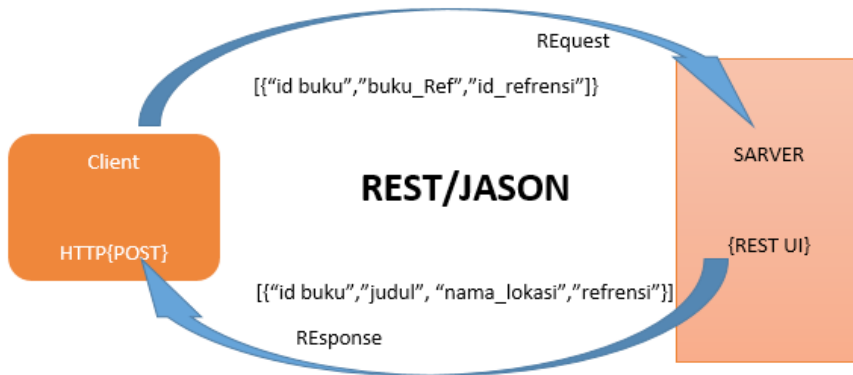 REquest
[{“id buku”,”buku_Ref”,”id_refrensi”]}
Client
SARVER
REST/JASON
HTTP{POST}
{REST UI}
[{“id buku”,”judul”, “nama_lokasi”,”refrensi”}]
REsponse